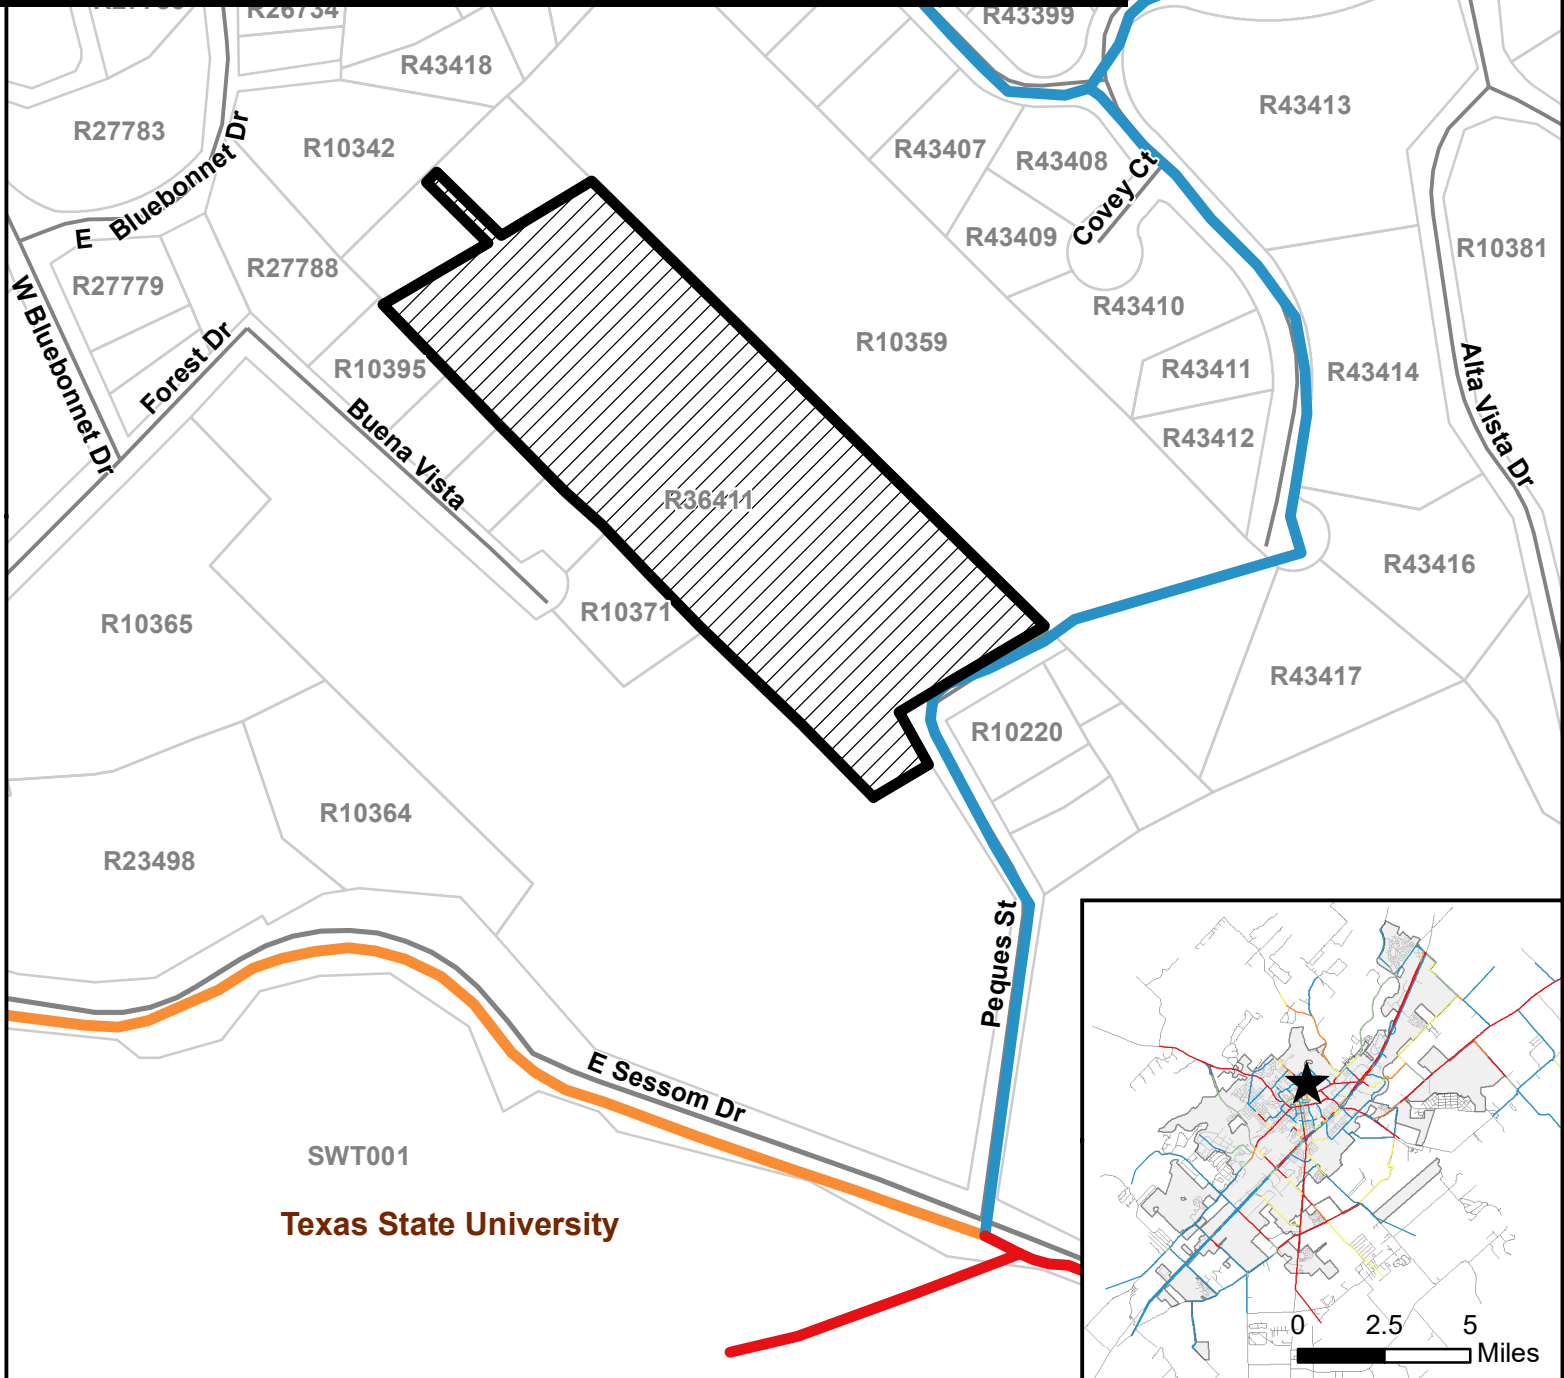 R26734
R43399
R43418
R43413
R27783
R10342
R43407
R43408
E Bluebonnet Dr
Covey Ct
R43409
R10381
R27788
R27779
R43410
W Bluebonnet Dr
Forest Dr
R10359
R10395
R43411
R43414
Alta Vista Dr
Buena Vista
R43412
R36411
R43416
R10371
R10365
R43417
R10220
R10364
R23498
Peques St
E Sessom Dr
SWT001
Texas State University
0 2.5 5
Miles